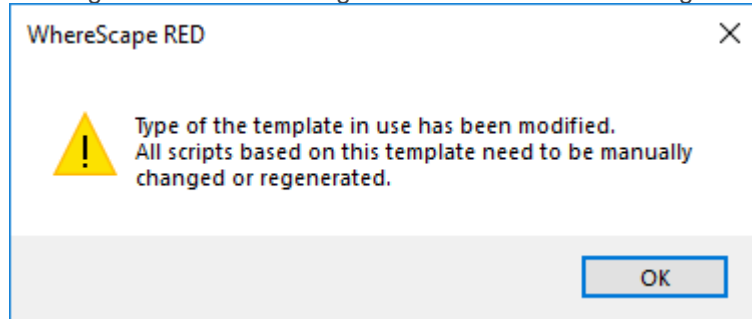 WhereScape RED
Type of the template in use has been modified.
All scripts based on this template need to be manually
changed or regenerated.
OK